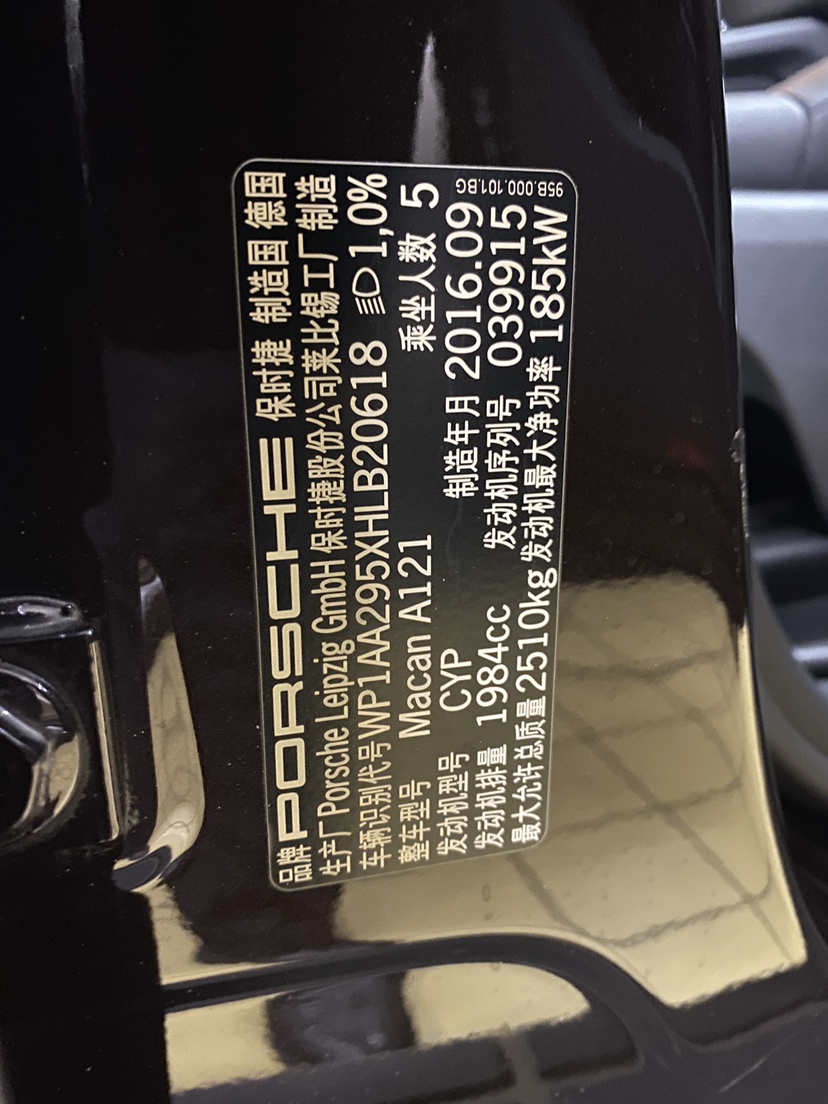 品牌 PORSCHE 保时捷 制造国 德国
生产厂 Porsche Leipzig GmbH 保时捷股份公司莱比锡工厂制造
车辆识别代号 WP1AA295XHLB20618 1,0%
整车型号 Macan A121 乘坐人数 5
发动机型号 CYP 制造年月 2016.09
发动机排量 1984cc 发动机序列号 039915
最大允许总质量 2510kg 发动机最大净功率 185kW
95B.000.101.BG